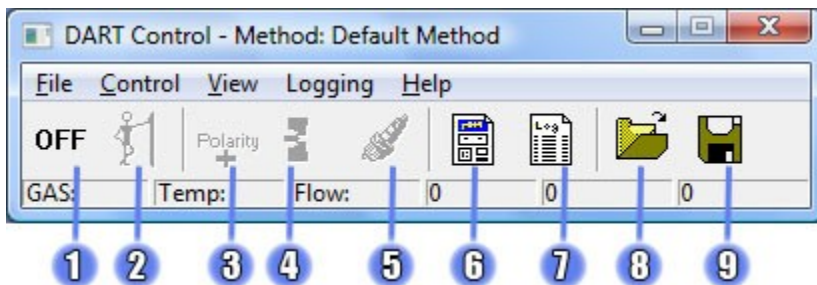 DART Control - Method: Default Method
File Control View Logging Help
OFF Polarity Log
GAS: Temp: Flow: 0 0 0
1 2 3 4 5 6 7 8 9